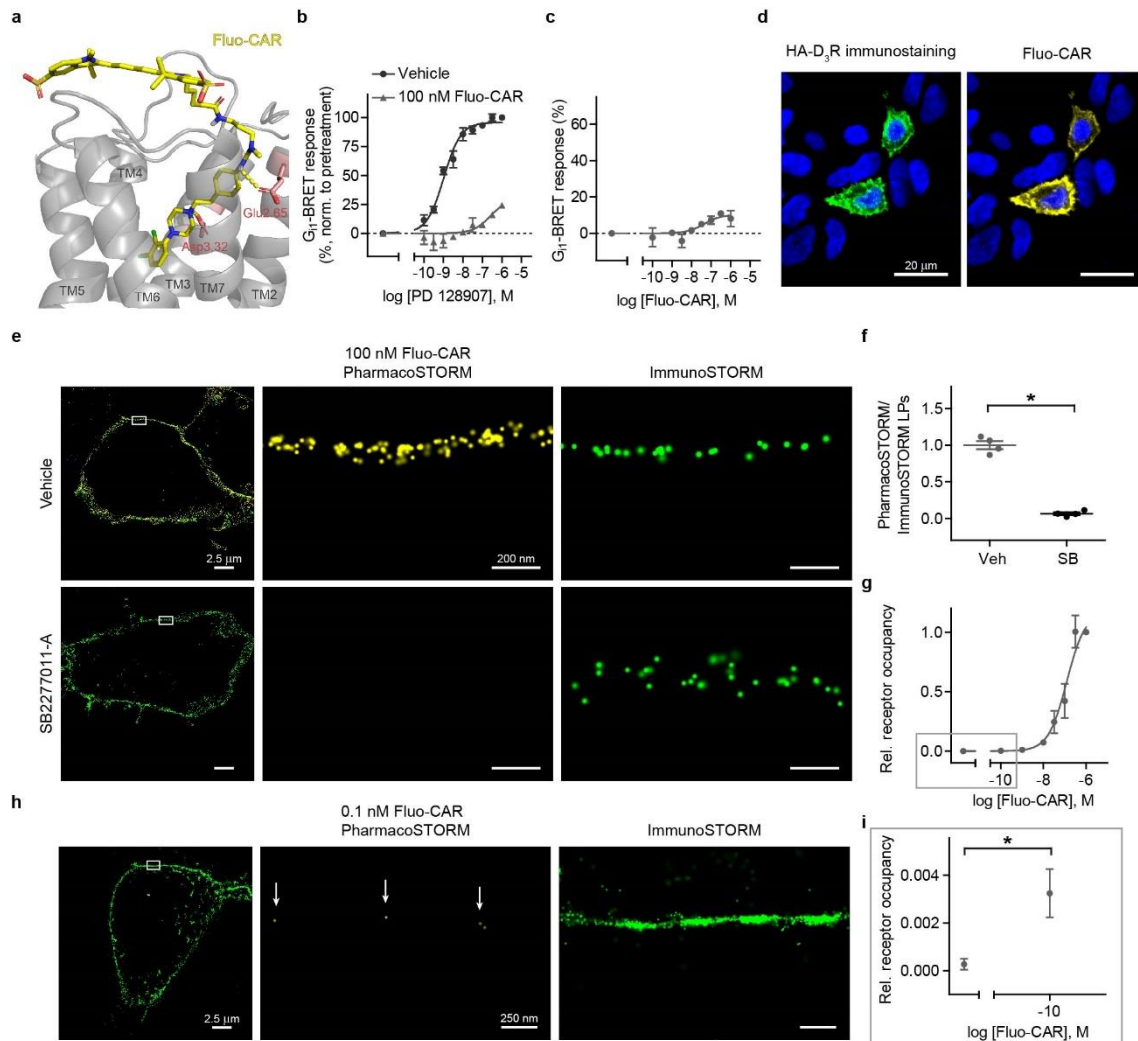 a
Fluo-CAR
TM4
Glu2.65
Asp3.32
TM5
TM6
TM3
TM7
TM2
b
Vehicle
100 nM Fluo-CAR
G_i1-BRET response
(%, norm. to pretreatment)
100
75
50
25
0
-10 -9 -8 -7 -6 -5
log [PD 128907], M
c
G_i1-BRET response (%)
60
40
20
0
-10 -9 -8 -7 -6 -5
log [Fluo-CAR], M
d
HA-D₃R immunostaining
Fluo-CAR
20 μm
e
100 nM Fluo-CAR
PharmacoSTORM
ImmunoSTORM
Vehicle
2.5 μm
200 nm
SB2277011-A
f
PharmacoSTORM/
ImmunoSTORM LPs
1.5
1.0
0.5
0.0
*
Veh
SB
g
Rel. receptor occupancy
1.0
0.5
0.0
-10 -8 -6
log [Fluo-CAR], M
h
0.1 nM Fluo-CAR
PharmacoSTORM
ImmunoSTORM
2.5 μm
250 nm
i
Rel. receptor occupancy
0.004
0.002
0.000
*
-10
log [Fluo-CAR], M